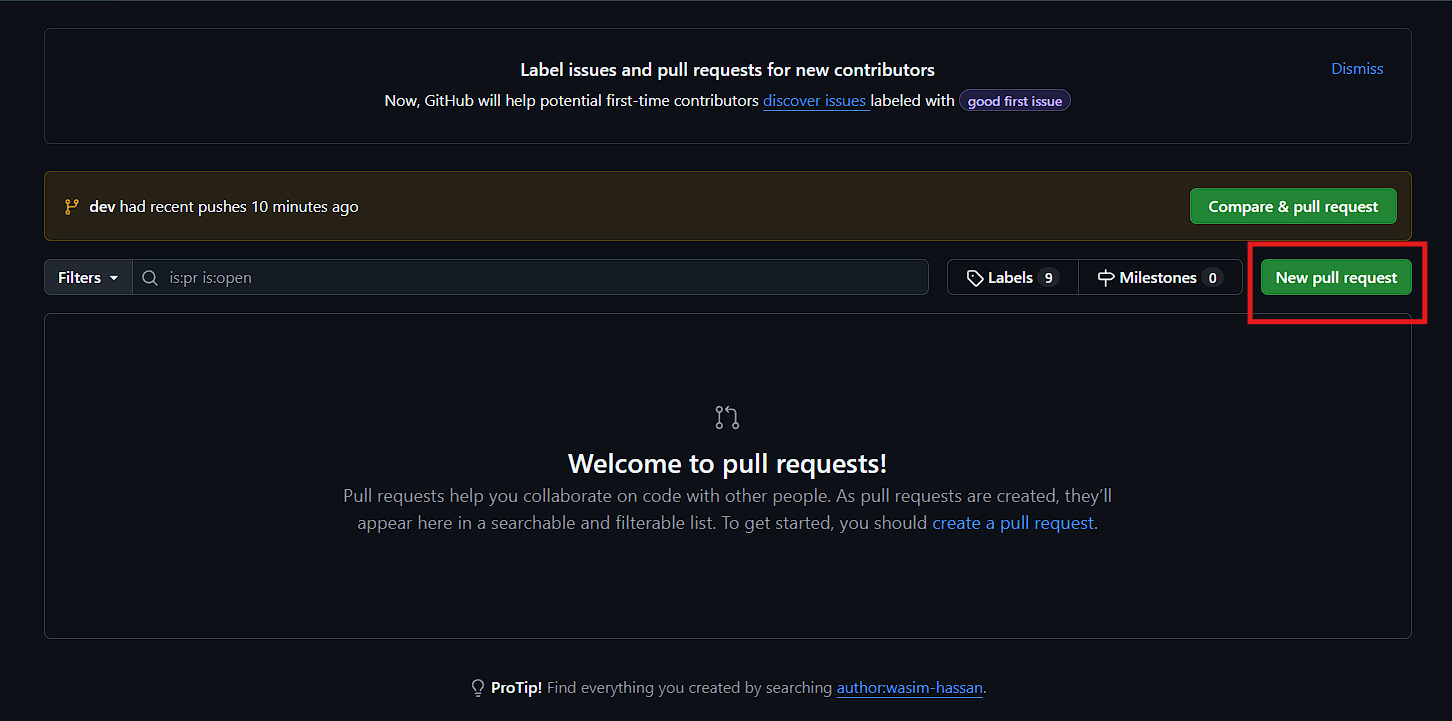 Label issues and pull requests for new contributors
Dismiss
Now, GitHub will help potential first-time contributors discover issues labeled with good first issue
dev had recent pushes 10 minutes ago
Compare & pull request
Filters
is:pr is:open
Labels 9
Milestones 0
New pull request
Welcome to pull requests!
Pull requests help you collaborate on code with other people. As pull requests are created, they’ll
appear here in a searchable and filterable list. To get started, you should create a pull request.
ProTip! Find everything you created by searching author:wasim-hassan.